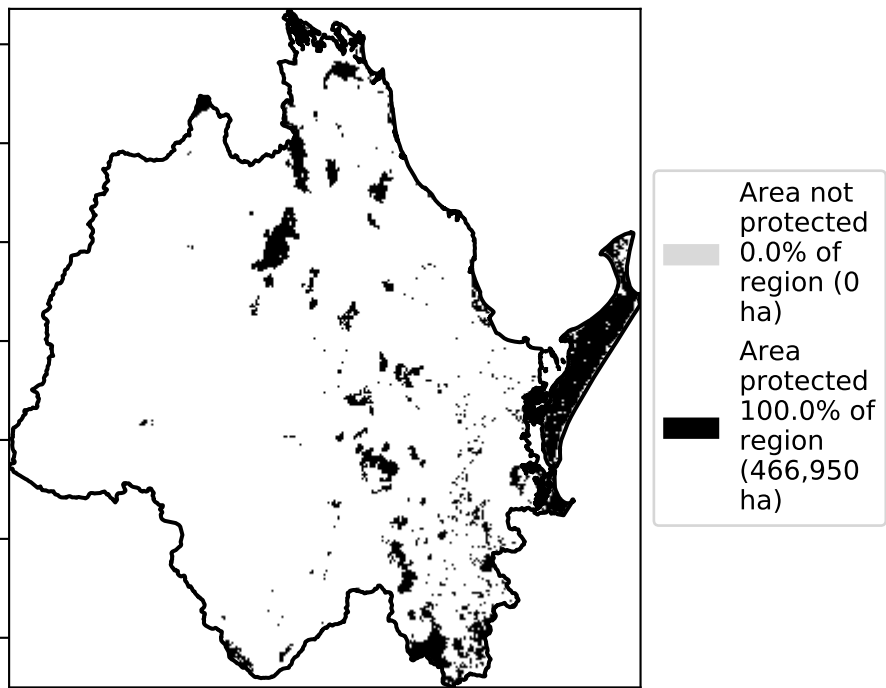 Area not
protected
0.0% of
region (0
ha)
Area
protected
100.0% of
region
(466,950
ha)